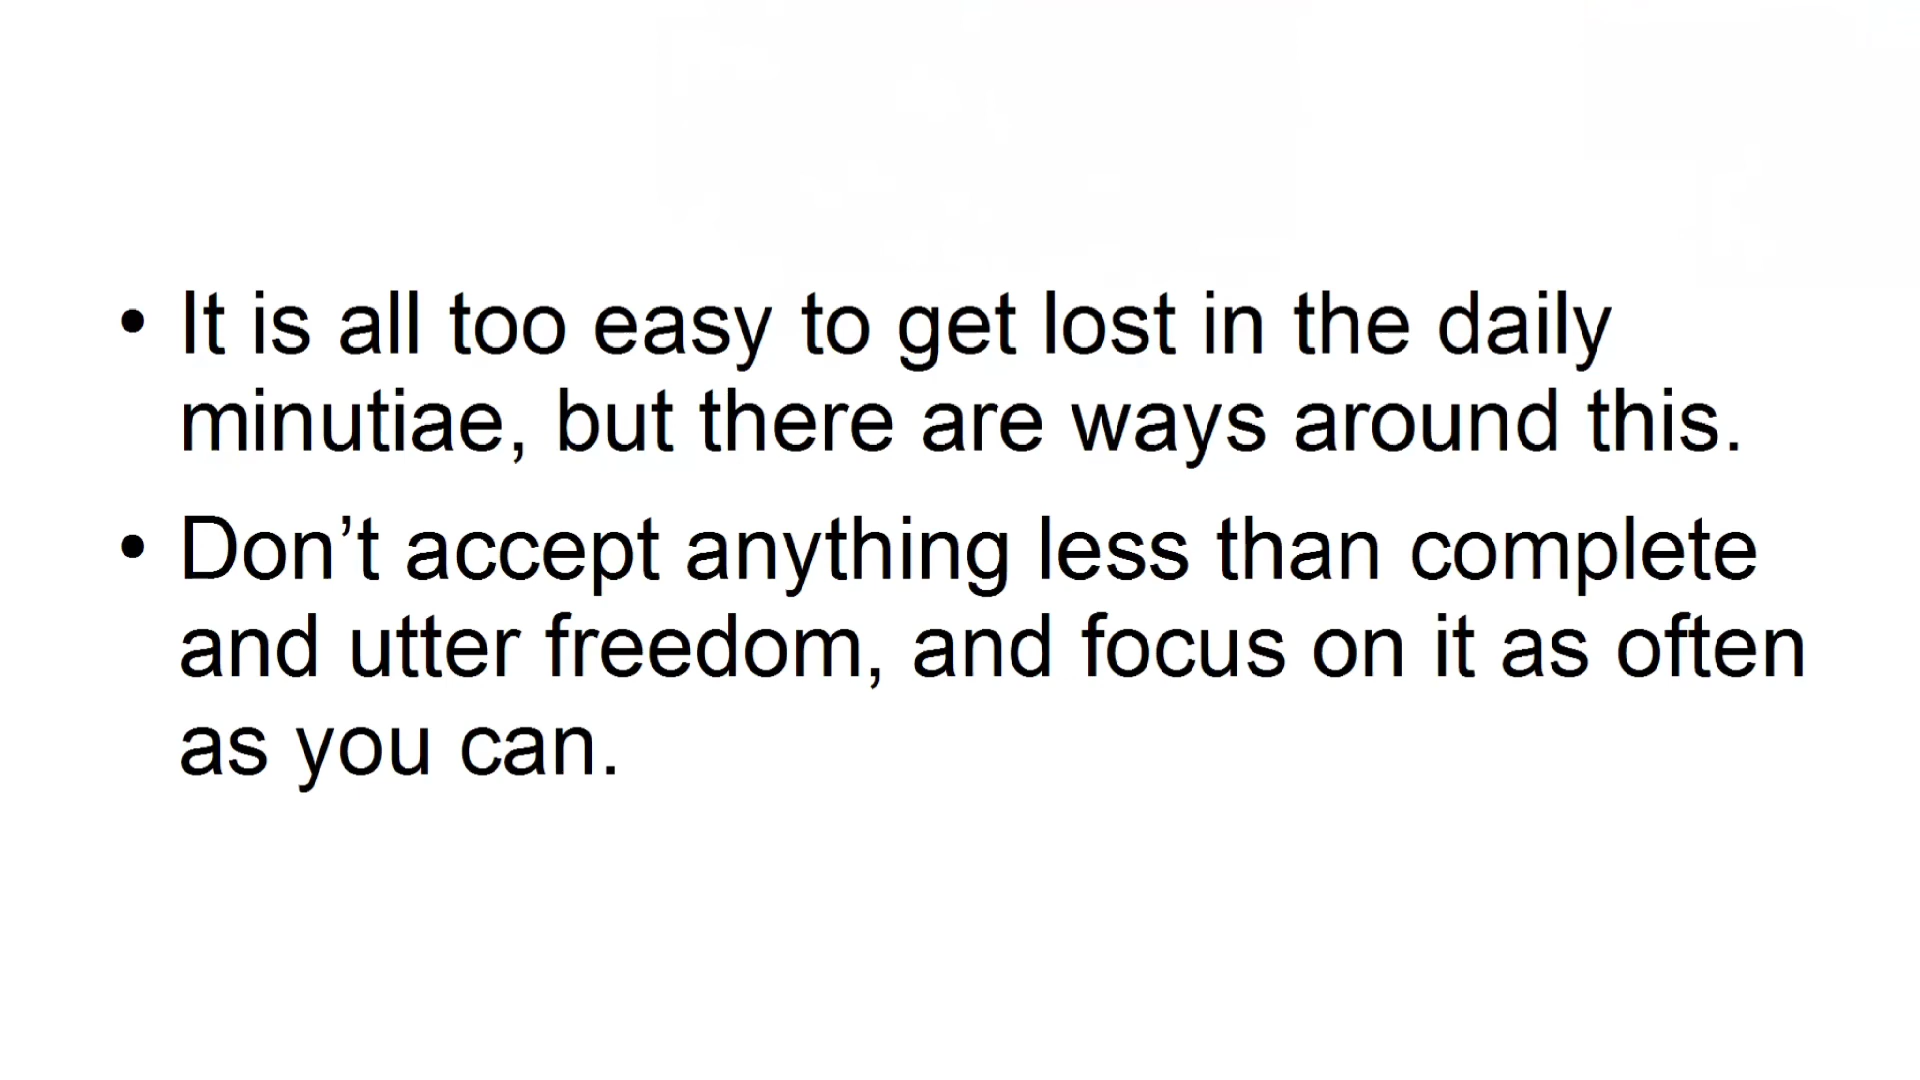 • It is all too easy to get lost in the daily
minutiae, but there are ways around this.
• Don’t accept anything less than complete
and utter freedom, and focus on it as often
as you can.